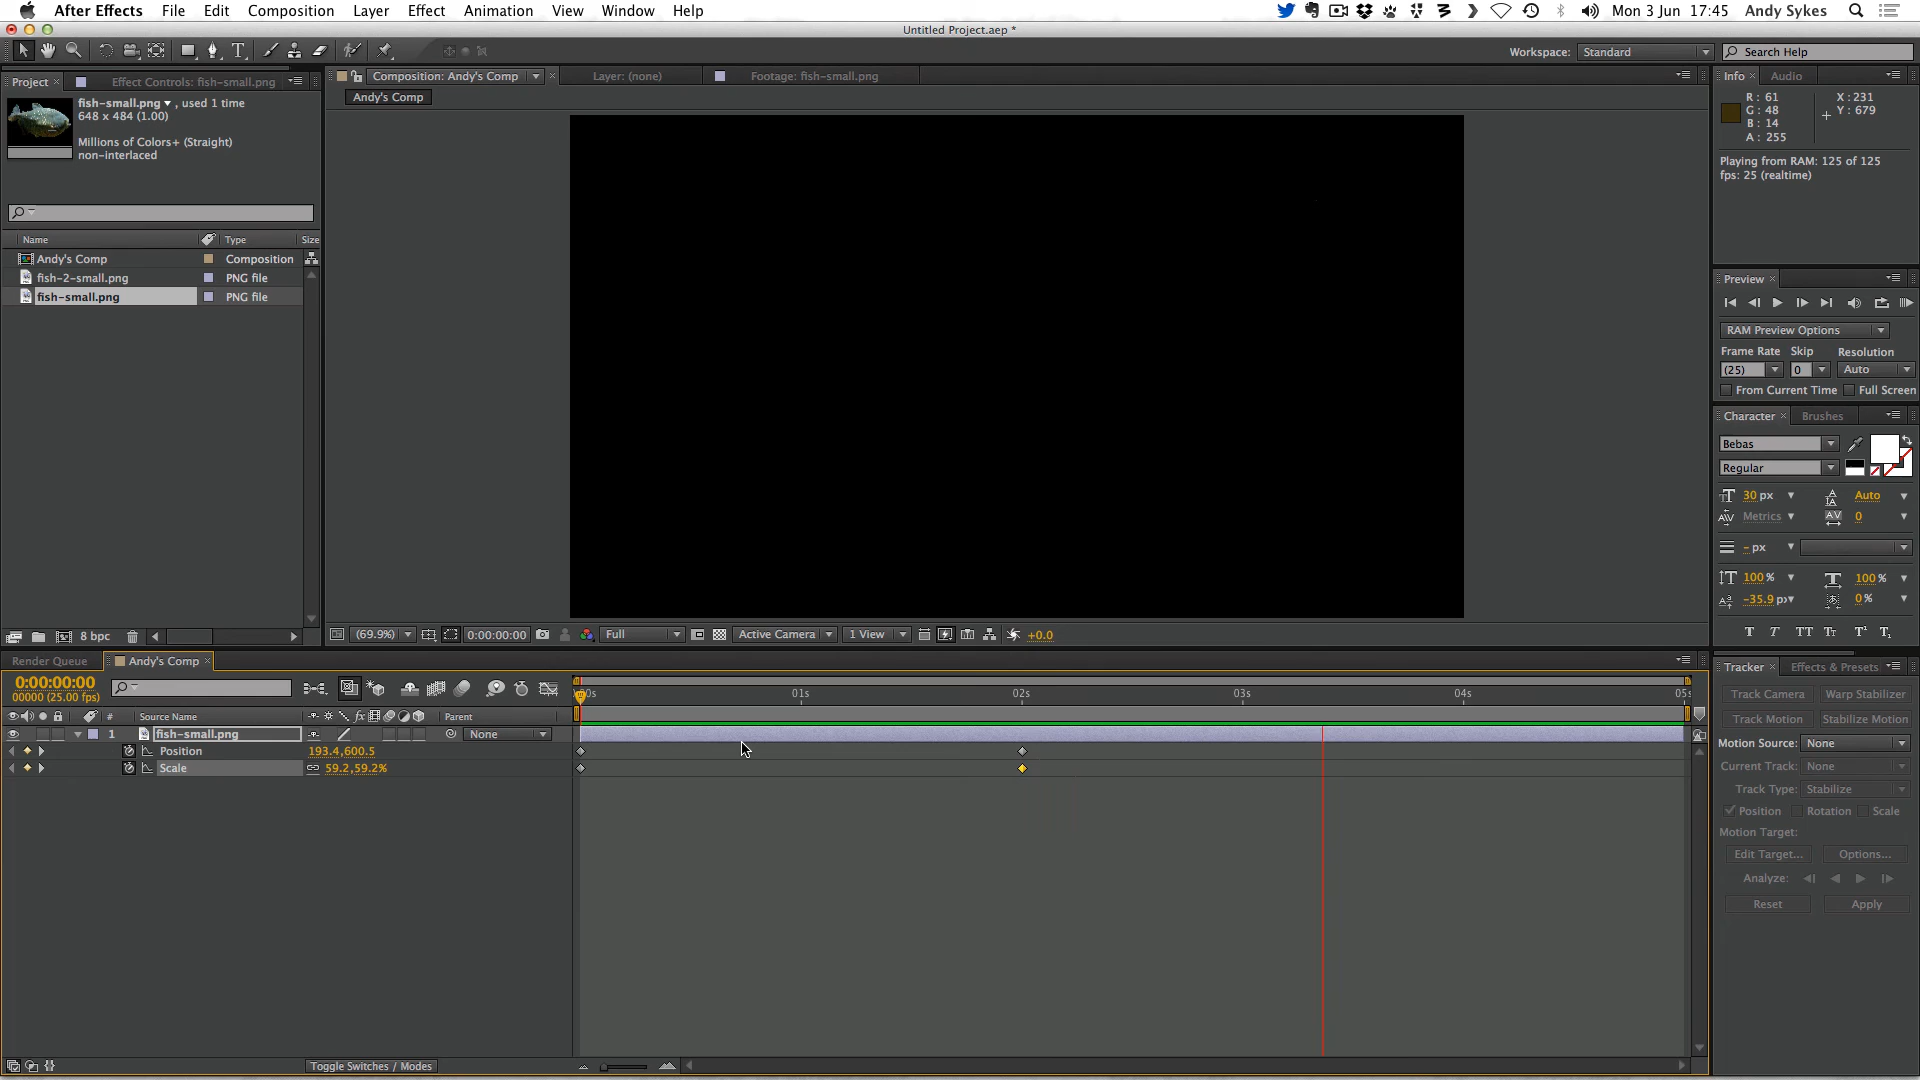 After Effects File Edit Composition Layer Effect Animation View Window Help Mon 3 Jun 17:45 Andy Sykes
Untitled Project.aep *
Workspace: Standard Search Help
Project × Effect Controls: fish-small.png
Composition: Andy's Comp × Layer: (none) Footage: fish-small.png
Andy's Comp
fish-small.png , used 1 time
648 x 484 (1.00)
Millions of Colors+ (Straight)
non-interlaced
Name Type Size
Andy's Comp Composition
fish-2-small.png PNG file
fish-small.png PNG file
8 bpc
(69.9%) 0:00:00:00 Full Active Camera 1 View +0.0
Info × Audio
R: 61 X: 231
G: 48 Y: 679
B: 14
A: 255
Playing from RAM: 125 of 125
fps: 25 (realtime)
Preview ×
RAM Preview Options
Frame Rate Skip Resolution
(25) 0 Auto
From Current Time Full Screen
Character × Brushes
Bebas
Regular
30 px Auto
Metrics 0
- px
100 % 100 %
-35.9 px 0 %
T T TT Tt T¹ T₁
Render Queue Andy's Comp ×
0:00:00:00
00000 (25.00 fps)
00s 01s 02s 03s 04s 05s
# Source Name fx Parent
1 fish-small.png None
Position 193.4,600.5
Scale 59.2,59.2%
Toggle Switches / Modes
Tracker × Effects & Presets
Track Camera Warp Stabilizer
Track Motion Stabilize Motion
Motion Source: None
Current Track: None
Track Type: Stabilize
Position Rotation Scale
Motion Target:
Edit Target... Options...
Analyze:
Reset Apply